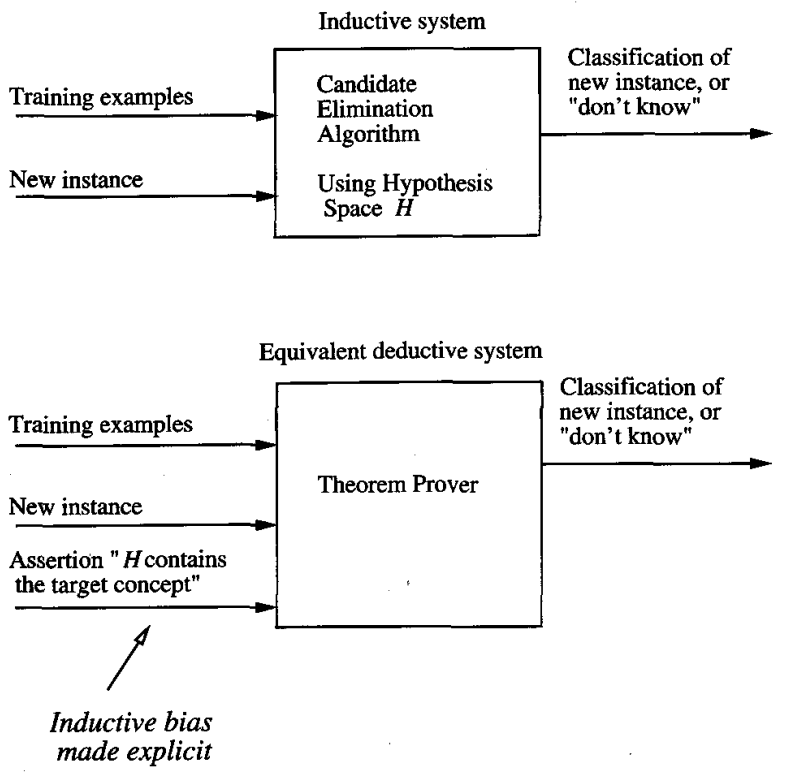 Inductive system
Training examples
New instance
Candidate
Elimination
Algorithm
Using Hypothesis
Space H
Classification of
new instance, or
"don't know"
Equivalent deductive system
Training examples
New instance
Assertion " H contains
the target concept"
Theorem Prover
Classification of
new instance, or
"don't know"
Inductive bias
made explicit